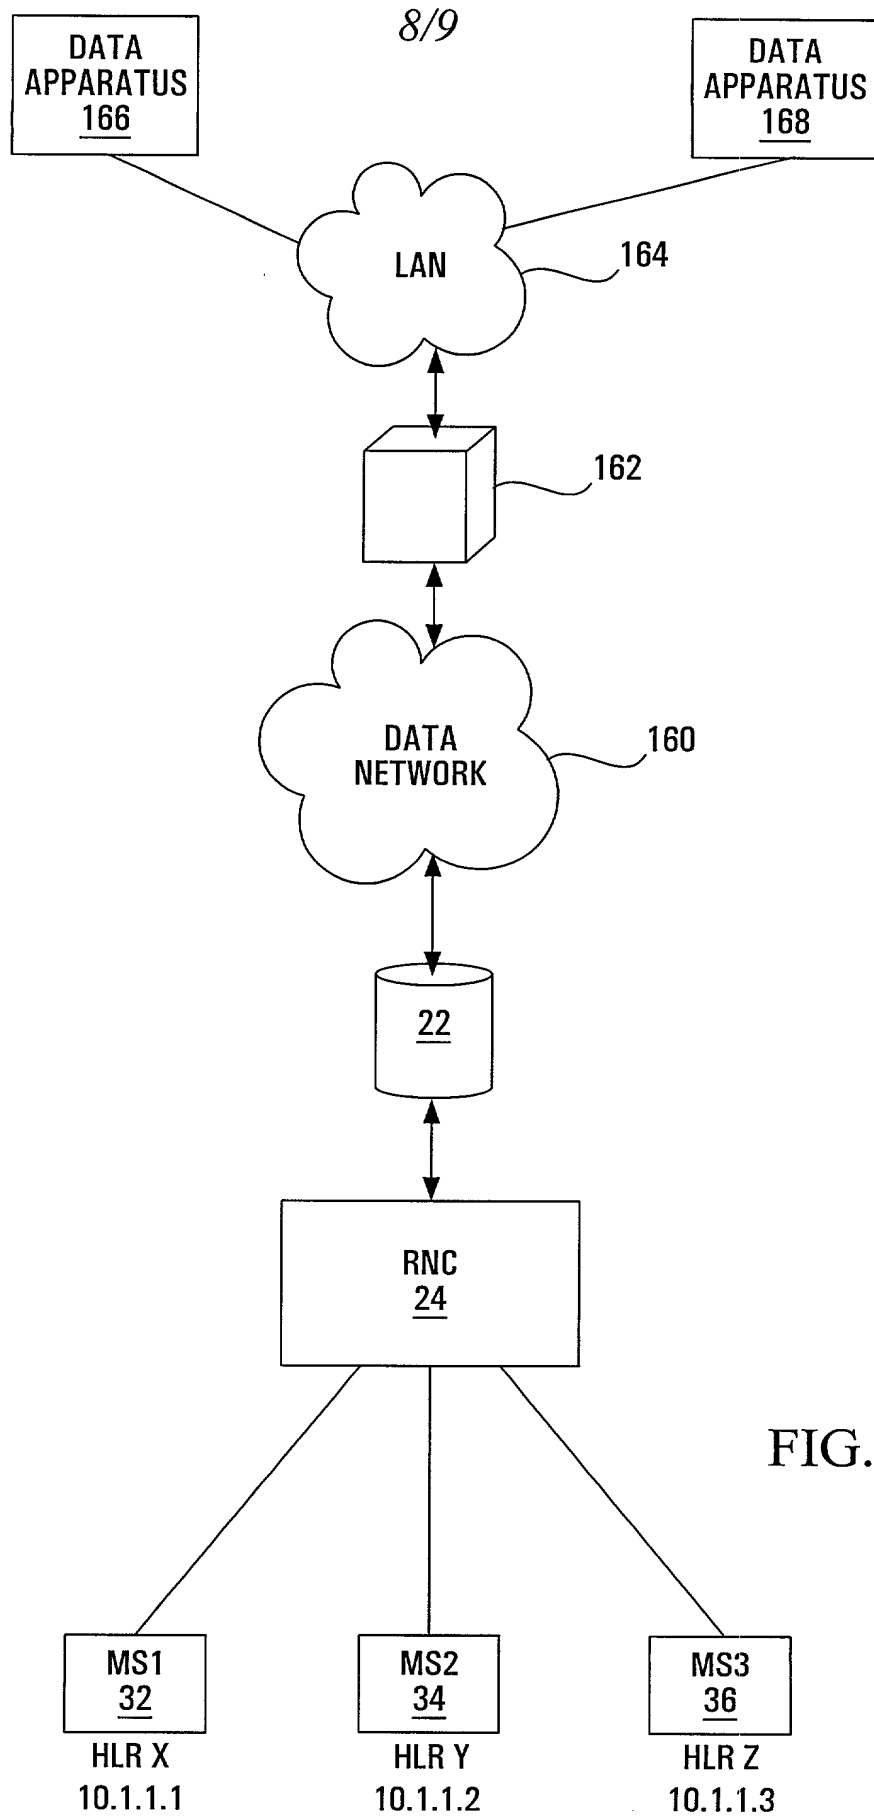 8/9
DATA
APPARATUS
166
DATA
APPARATUS
168
LAN
164
162
DATA
NETWORK
160
22
RNC
24
FIG.
MS1
32
HLR X
10.1.1.1
MS2
34
HLR Y
10.1.1.2
MS3
36
HLR Z
10.1.1.3